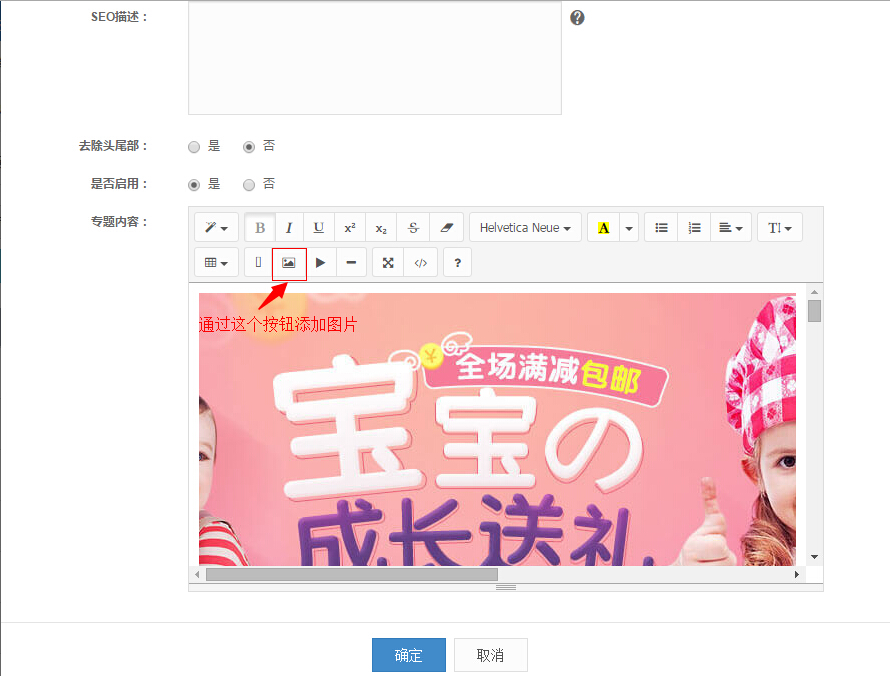 SEO描述：
去除头尾部： 是 否
是否启用： 是 否
专题内容：
B I U x² x₂ S Helvetica Neue A T!
</> ?
通过这个按钮添加图片
全场满减包邮
宝宝の
成长送礼
确定 取消